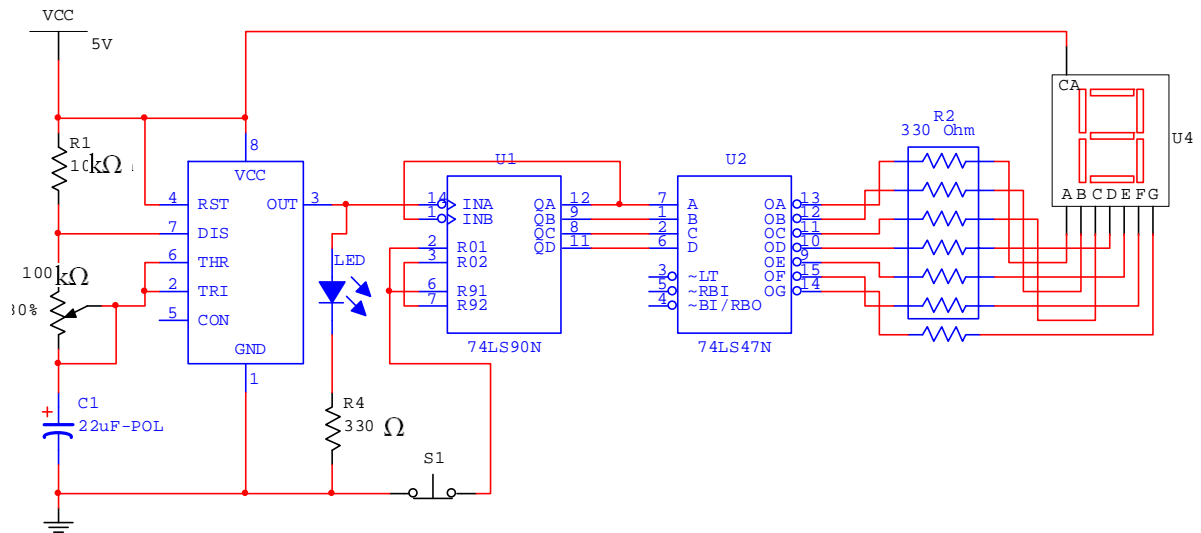 VCC
5V
R1
10kΩ
100kΩ
30%
C1
+
22uF-POL
8
VCC
4 RST OUT 3
7 DIS
6 THR
2 TRI
5 CON
GND
1
LED
R4
330 Ω
S1
U1
14 INA QA 12
1 INB QB 9
QC 8
QD 11
2 R01
3 R02
6 R91
7 R92
74LS90N
U2
7 A OA 13
1 B OB 12
2 C OC 11
6 D OD 10
OE 9
3 ~LT OF 15
5 ~RBI OG 14
4 ~BI/RBO
74LS47N
R2
330 Ohm
CA
U4
A B C D E F G